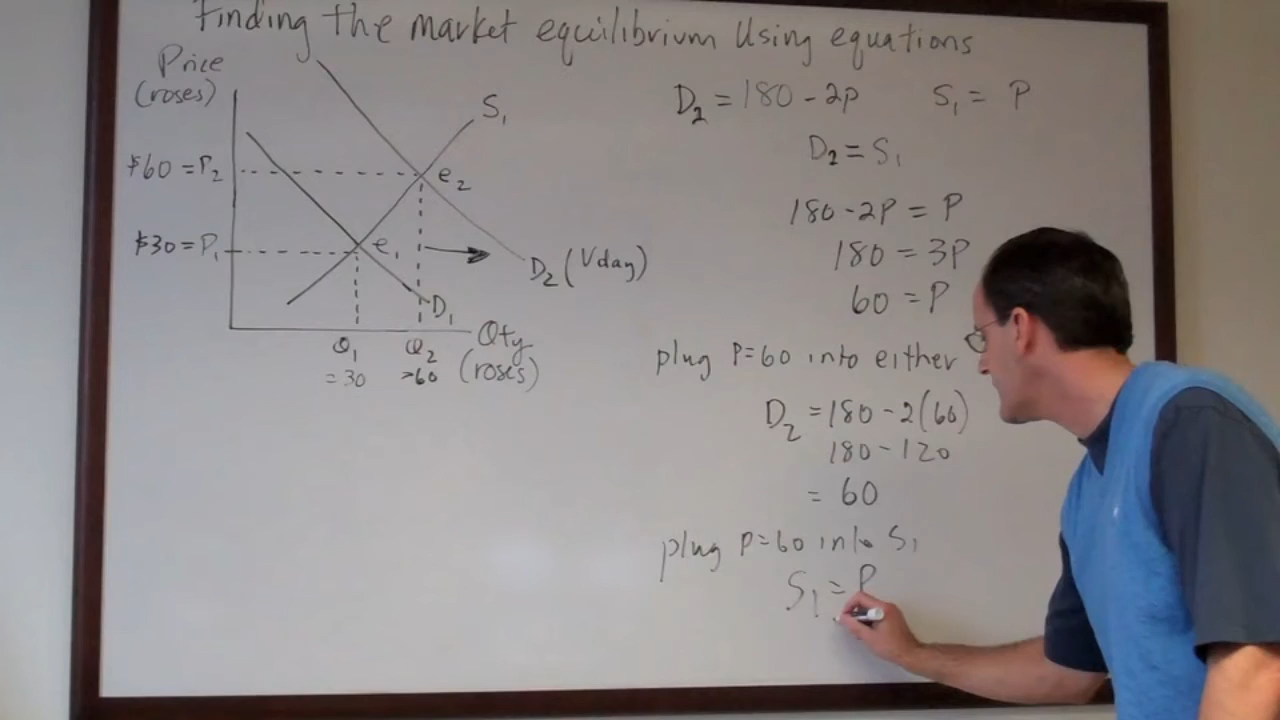 Finding the market equilibrium Using equations
Price
(roses)
S1
$60 = P2
e2
$30 = P1
e1
D2 (Vday)
D1
Qty
(roses)
Q1
= 30
Q2
>60
D2 = 180 - 2P
S1 = P
D2 = S1
180 - 2P = P
180 = 3P
60 = P
plug P=60 into either
D2 = 180 - 2(60)
180 - 120
= 60
plug P=60 into S1
S1 = P